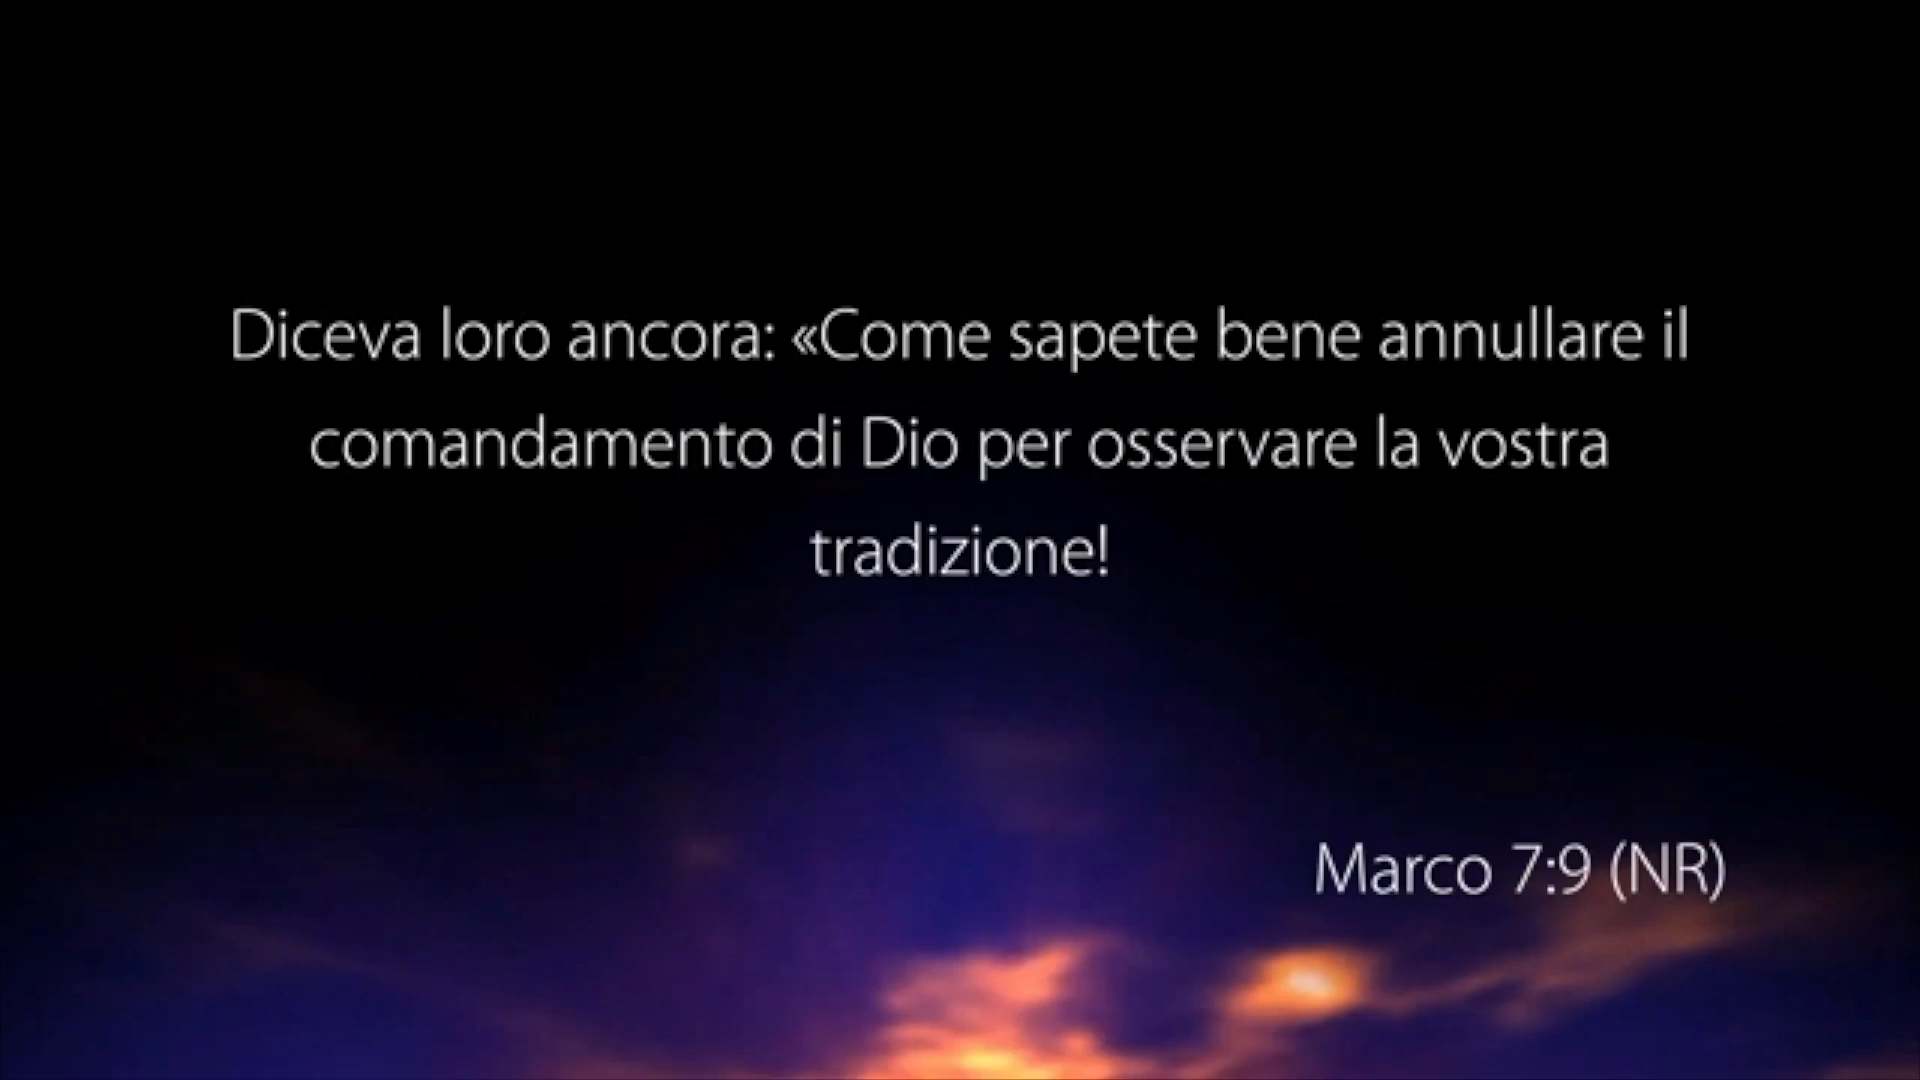 Diceva loro ancora: «Come sapete bene annullare il
comandamento di Dio per osservare la vostra
tradizione!
Marco 7:9 (NR)